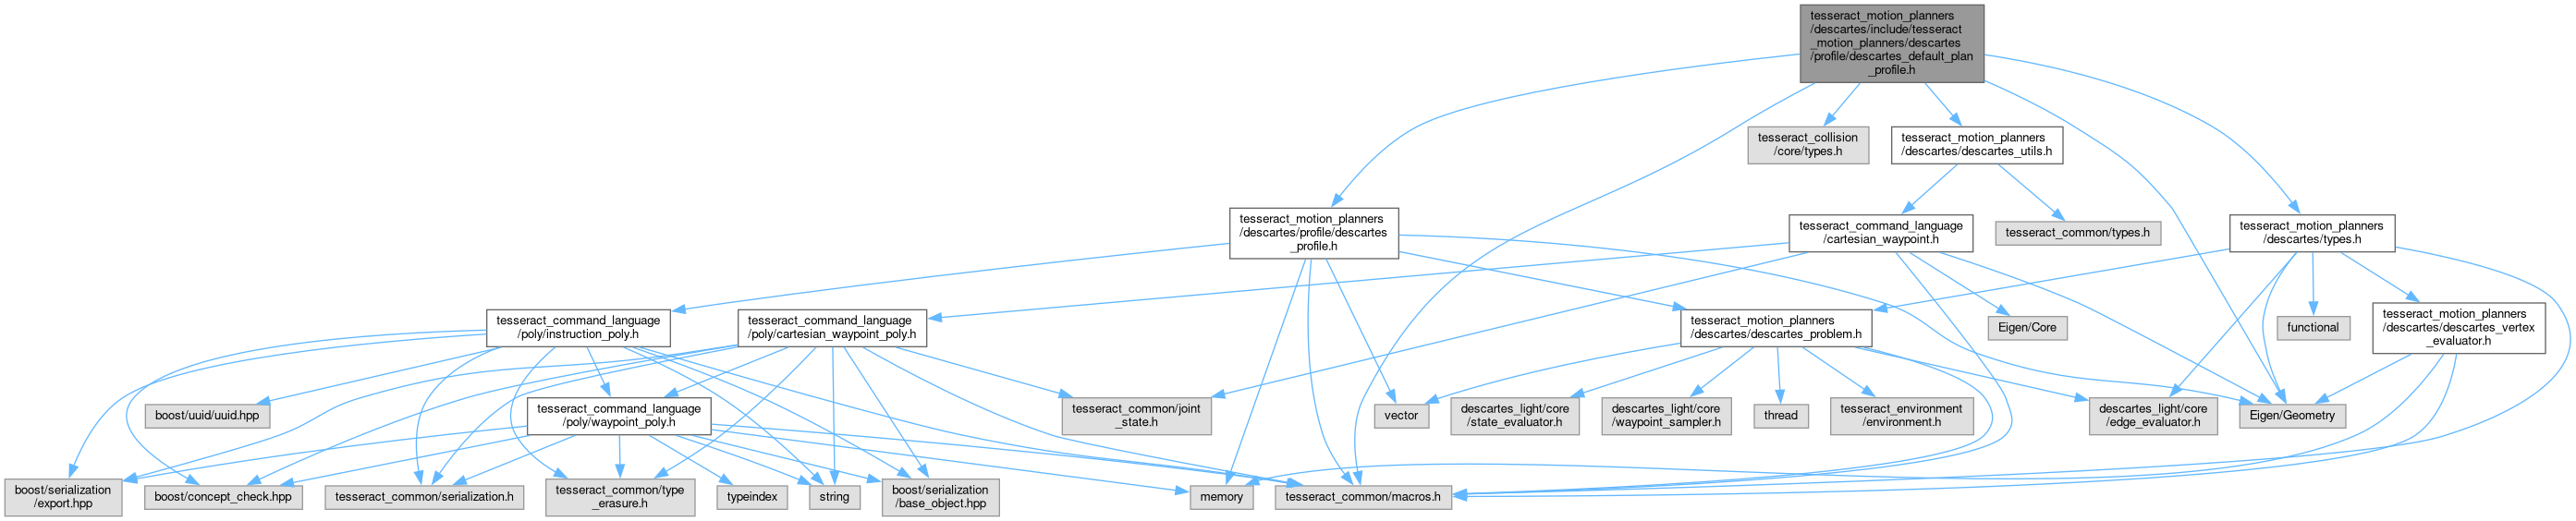 tesseract_motion_planners
/descartes/include/tesseract
_motion_planners/descartes
/profile/descartes_default_plan
_profile.h
tesseract_collision
/core/types.h
tesseract_motion_planners
/descartes/descartes_utils.h
tesseract_motion_planners
/descartes/profile/descartes
_profile.h
tesseract_command_language
/cartesian_waypoint.h
tesseract_common/types.h
tesseract_motion_planners
/descartes/types.h
tesseract_command_language
/poly/instruction_poly.h
tesseract_command_language
/poly/cartesian_waypoint_poly.h
tesseract_motion_planners
/descartes/descartes_problem.h
Eigen/Core
functional
tesseract_motion_planners
/descartes/descartes_vertex
_evaluator.h
boost/uuid/uuid.hpp
tesseract_command_language
/poly/waypoint_poly.h
tesseract_common/joint
_state.h
vector
descartes_light/core
/state_evaluator.h
descartes_light/core
/waypoint_sampler.h
thread
tesseract_environment
/environment.h
descartes_light/core
/edge_evaluator.h
Eigen/Geometry
boost/serialization
/export.hpp
boost/concept_check.hpp
tesseract_common/serialization.h
tesseract_common/type
_erasure.h
typeindex
string
boost/serialization
/base_object.hpp
memory
tesseract_common/macros.h